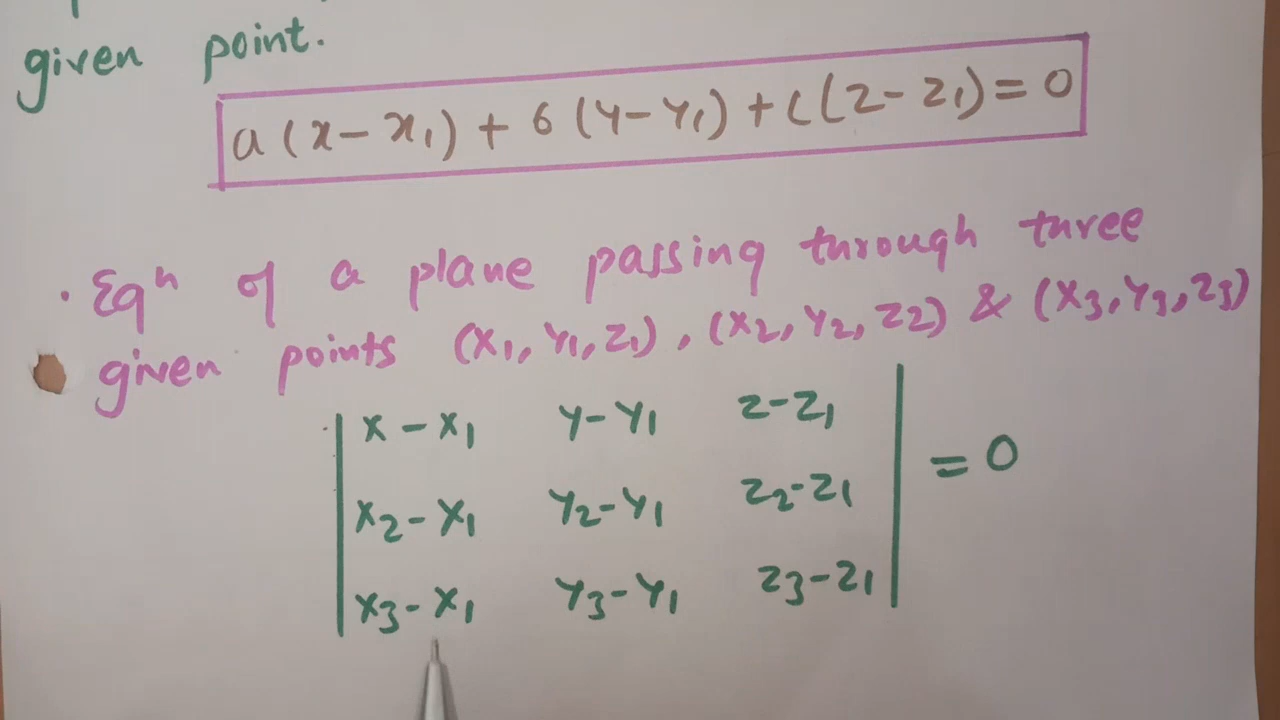 given point.
a(x-x₁) + b(y-y₁) + c(z-z₁) = 0
• Eqⁿ of a plane passing through three
given points (x₁, y₁, z₁), (x₂, y₂, z₂) & (x₃, y₃, z₃)
| x-x₁ y-y₁ z-z₁ |
| x₂-x₁ y₂-y₁ z₂-z₁ | = 0
| x₃-x₁ y₃-y₁ z₃-z₁ |